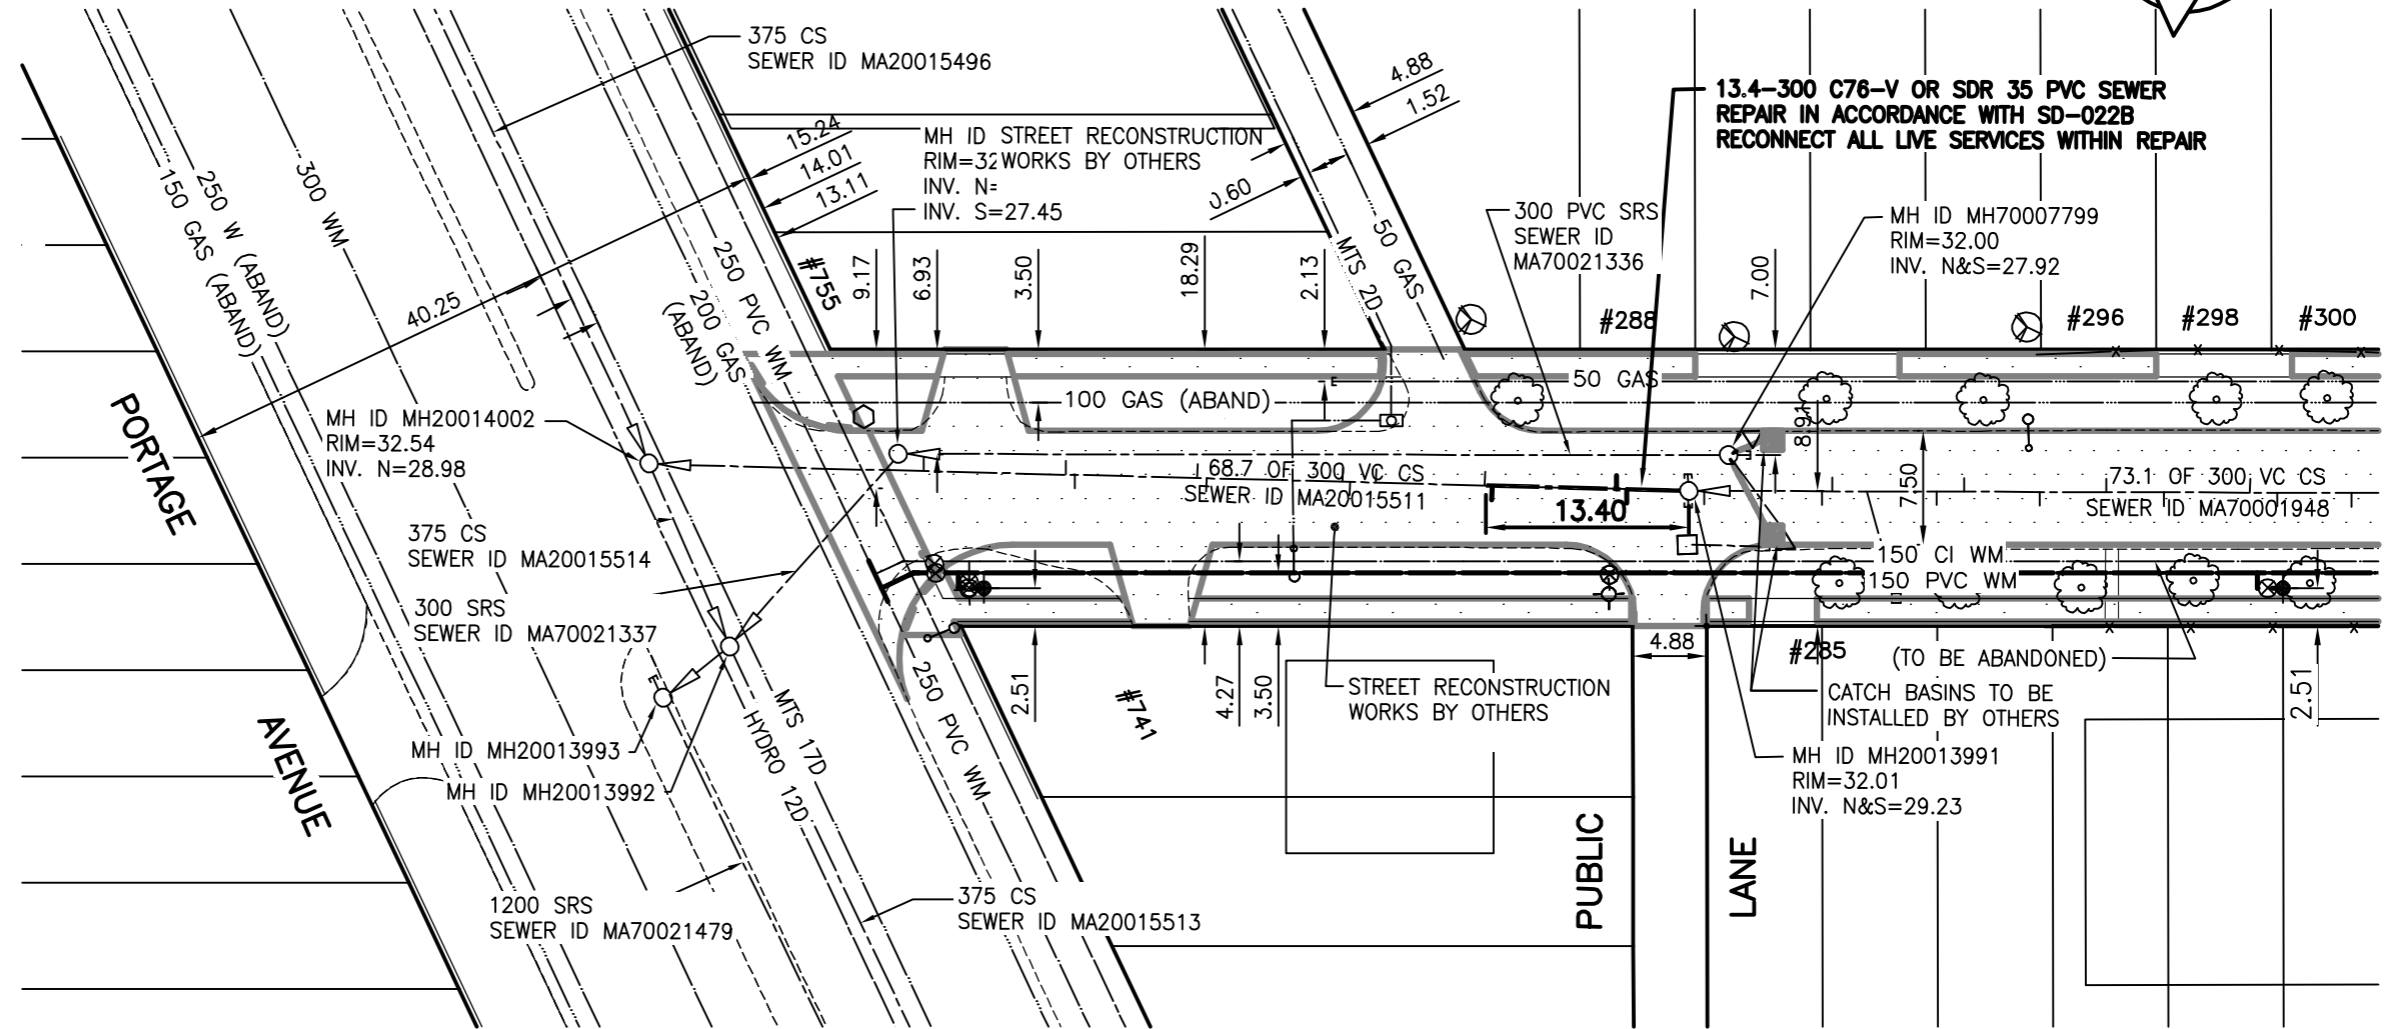 375 CS
SEWER ID MA20015496
4.88
1.52
13.4-300 C76-V OR SDR 35 PVC SEWER
REPAIR IN ACCORDANCE WITH SD-022B
RECONNECT ALL LIVE SERVICES WITHIN REPAIR
15.24
14.01
13.11
MH ID STREET RECONSTRUCTION
RIM=32 WORKS BY OTHERS
INV. N=
INV. S=27.45
0.60
300 PVC SRS
SEWER ID
MA70021336
MH ID MH70007799
RIM=32.00
INV. N&S=27.92
150 GAS (ABAND)
250 W (ABAND)
300 WM
40.25
250 PVC WM
200 GAS
(ABAND)
#755
9.17
6.93
3.50
18.29
2.13
MTS 2D
50 GAS
7.00
#288
#296
#298
#300
50 GAS
100 GAS (ABAND)
8.91
MH ID MH20014002
RIM=32.54
INV. N=28.98
PORTAGE
AVENUE
68.7 OF 300 VC CS
SEWER ID MA20015511
13.40
7.50
73.1 OF 300 VC CS
SEWER ID MA70001948
375 CS
SEWER ID MA20015514
300 SRS
SEWER ID MA70021337
150 CI WM
150 PVC WM
4.88
#285
(TO BE ABANDONED)
2.51
#741
4.27
3.50
STREET RECONSTRUCTION
WORKS BY OTHERS
CATCH BASINS TO BE
INSTALLED BY OTHERS
2.51
250 PVC WM
MTS 17D
HYDRO 12D
MH ID MH20013993
MH ID MH20013992
MH ID MH20013991
RIM=32.01
INV. N&S=29.23
PUBLIC
LANE
1200 SRS
SEWER ID MA70021479
375 CS
SEWER ID MA20015513